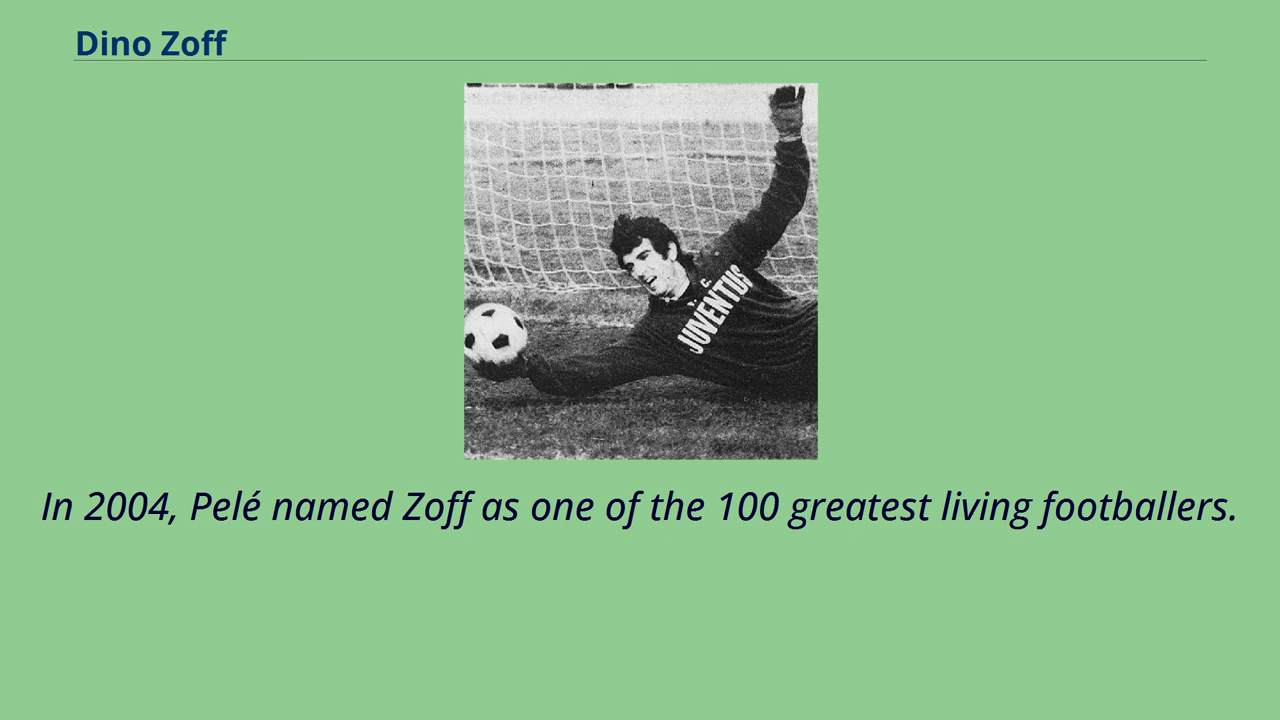 Dino Zoff
JUVENTUS
In 2004, Pelé named Zoff as one of the 100 greatest living footballers.